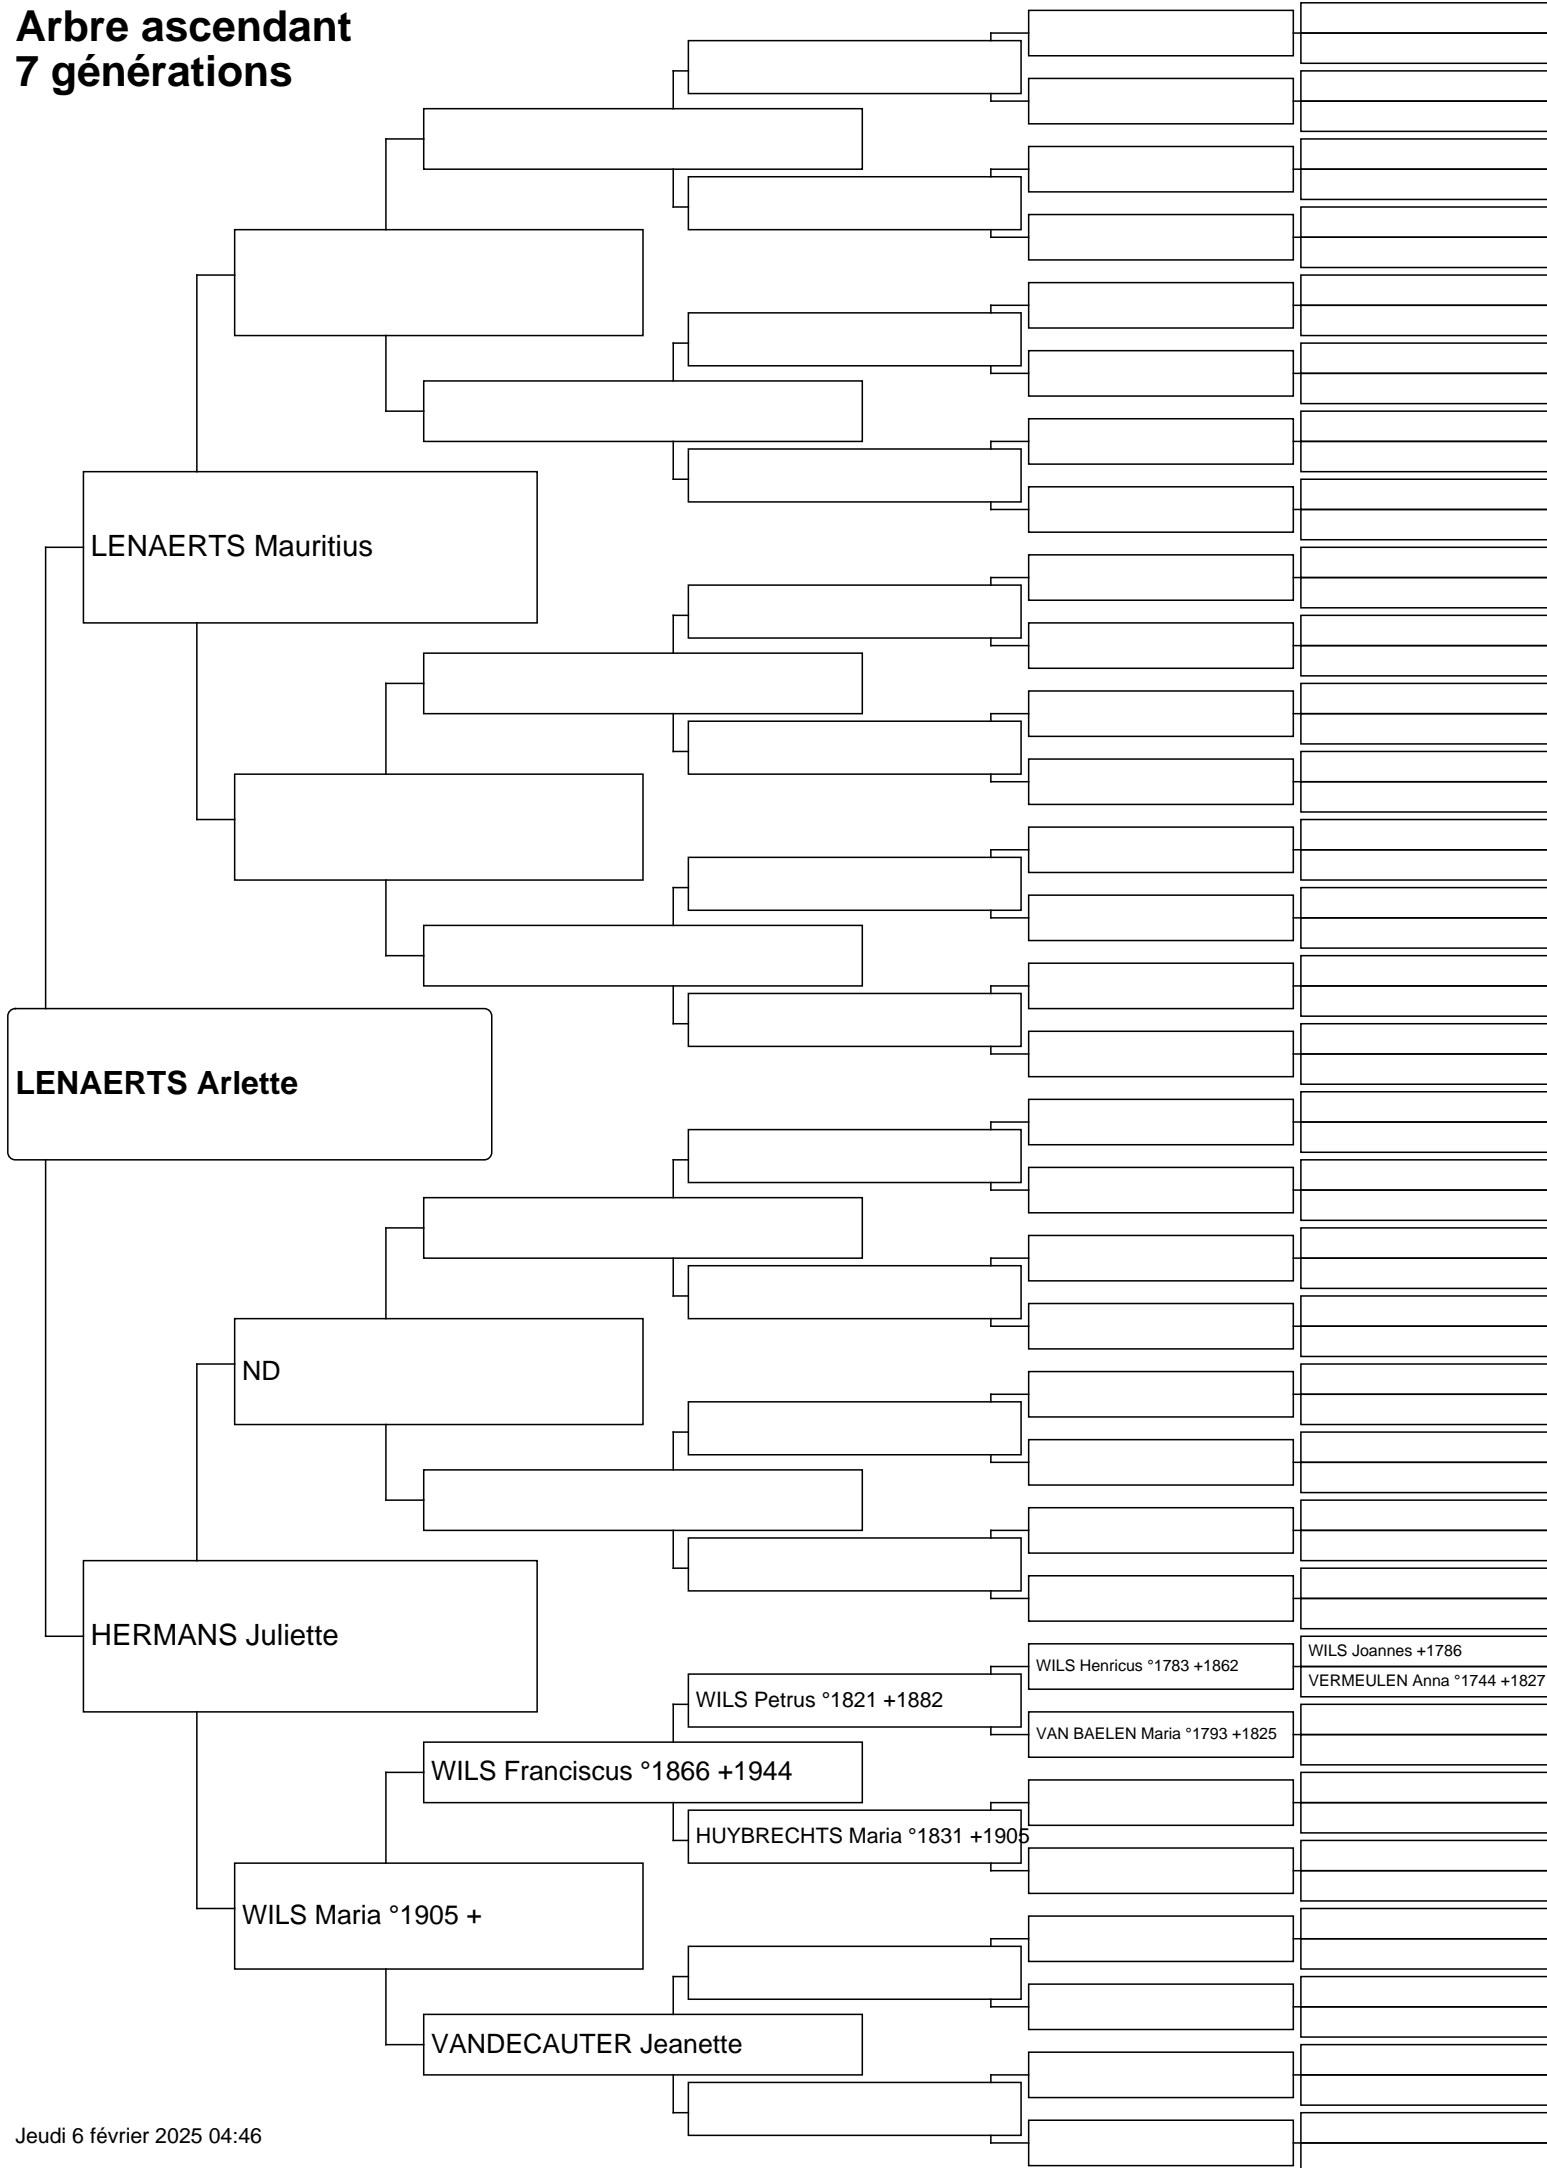 Arbre ascendant
7 générations
LENAERTS Mauritius
LENAERTS Arlette
ND
HERMANS Juliette
WILS Joannes +1786
WILS Henricus °1783 +1862
VERMEULEN Anna °1744 +1827
WILS Petrus °1821 +1882
VAN BAELEN Maria °1793 +1825
WILS Franciscus °1866 +1944
HUYBRECHTS Maria °1831 +1905
WILS Maria °1905 +
VANDECAUTER Jeanette
Jeudi 6 février 2025 04:46